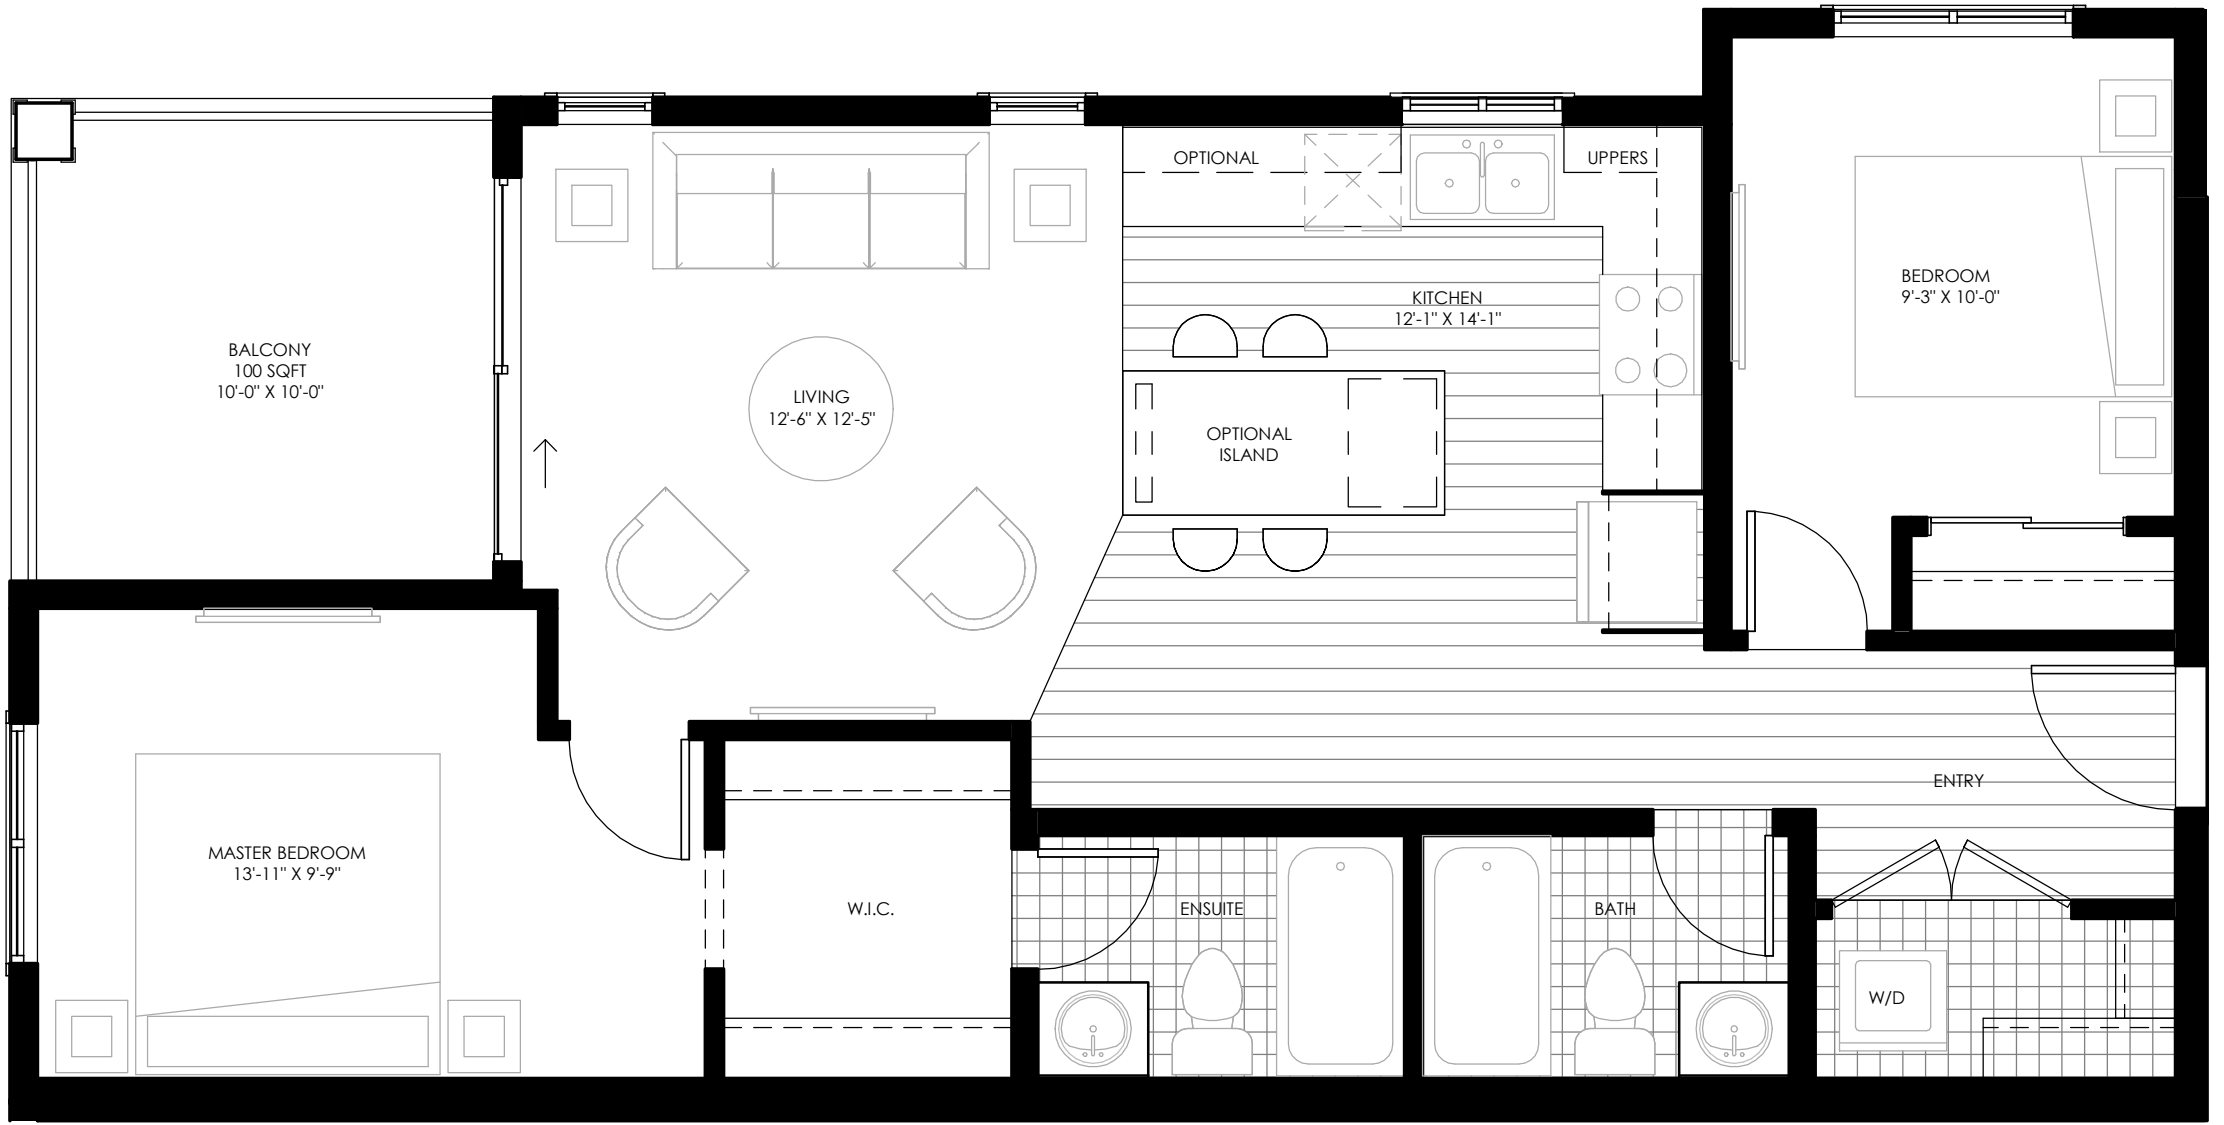 OPTIONAL
UPPERS
BEDROOM
9'-3" X 10'-0"
KITCHEN
12'-1" X 14'-1"
BALCONY
100 SQFT
10'-0" X 10'-0"
LIVING
12'-6" X 12'-5"
OPTIONAL
ISLAND
ENTRY
MASTER BEDROOM
13'-11" X 9'-9"
W.I.C.
ENSUITE
BATH
W/D